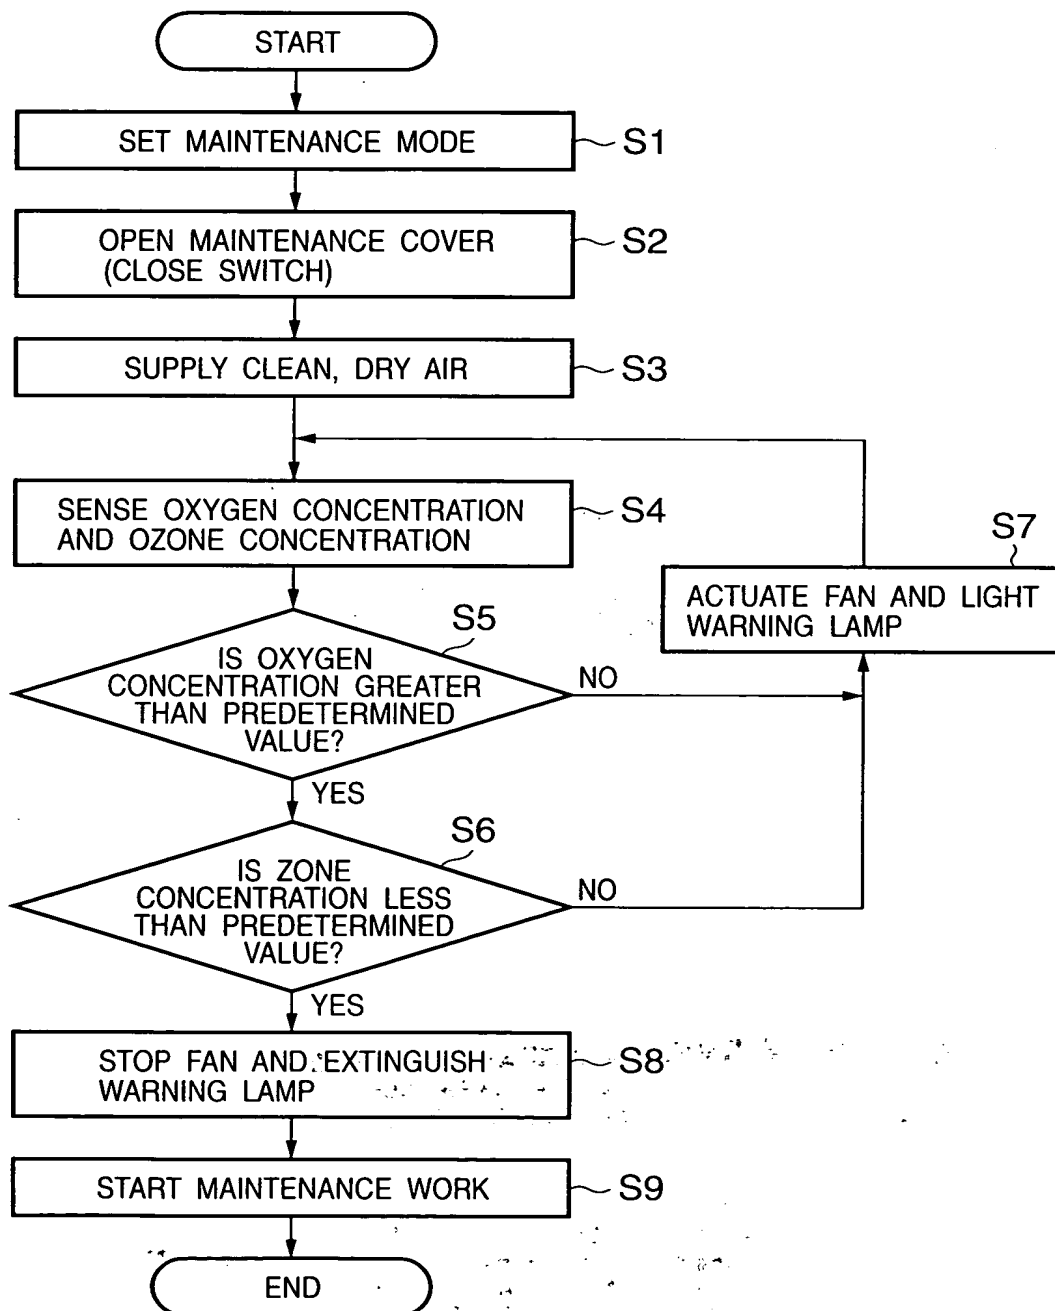 START
SET MAINTENANCE MODE
S1
OPEN MAINTENANCE COVER
(CLOSE SWITCH)
S2
SUPPLY CLEAN, DRY AIR
S3
SENSE OXYGEN CONCENTRATION
AND OZONE CONCENTRATION
S4
S7
ACTUATE FAN AND LIGHT
WARNING LAMP
S5
IS OXYGEN
CONCENTRATION GREATER
THAN PREDETERMINED
VALUE?
NO
YES
S6
IS ZONE
CONCENTRATION LESS
THAN PREDETERMINED
VALUE?
NO
YES
STOP FAN AND EXTINGUISH
WARNING LAMP
S8
START MAINTENANCE WORK
S9
END